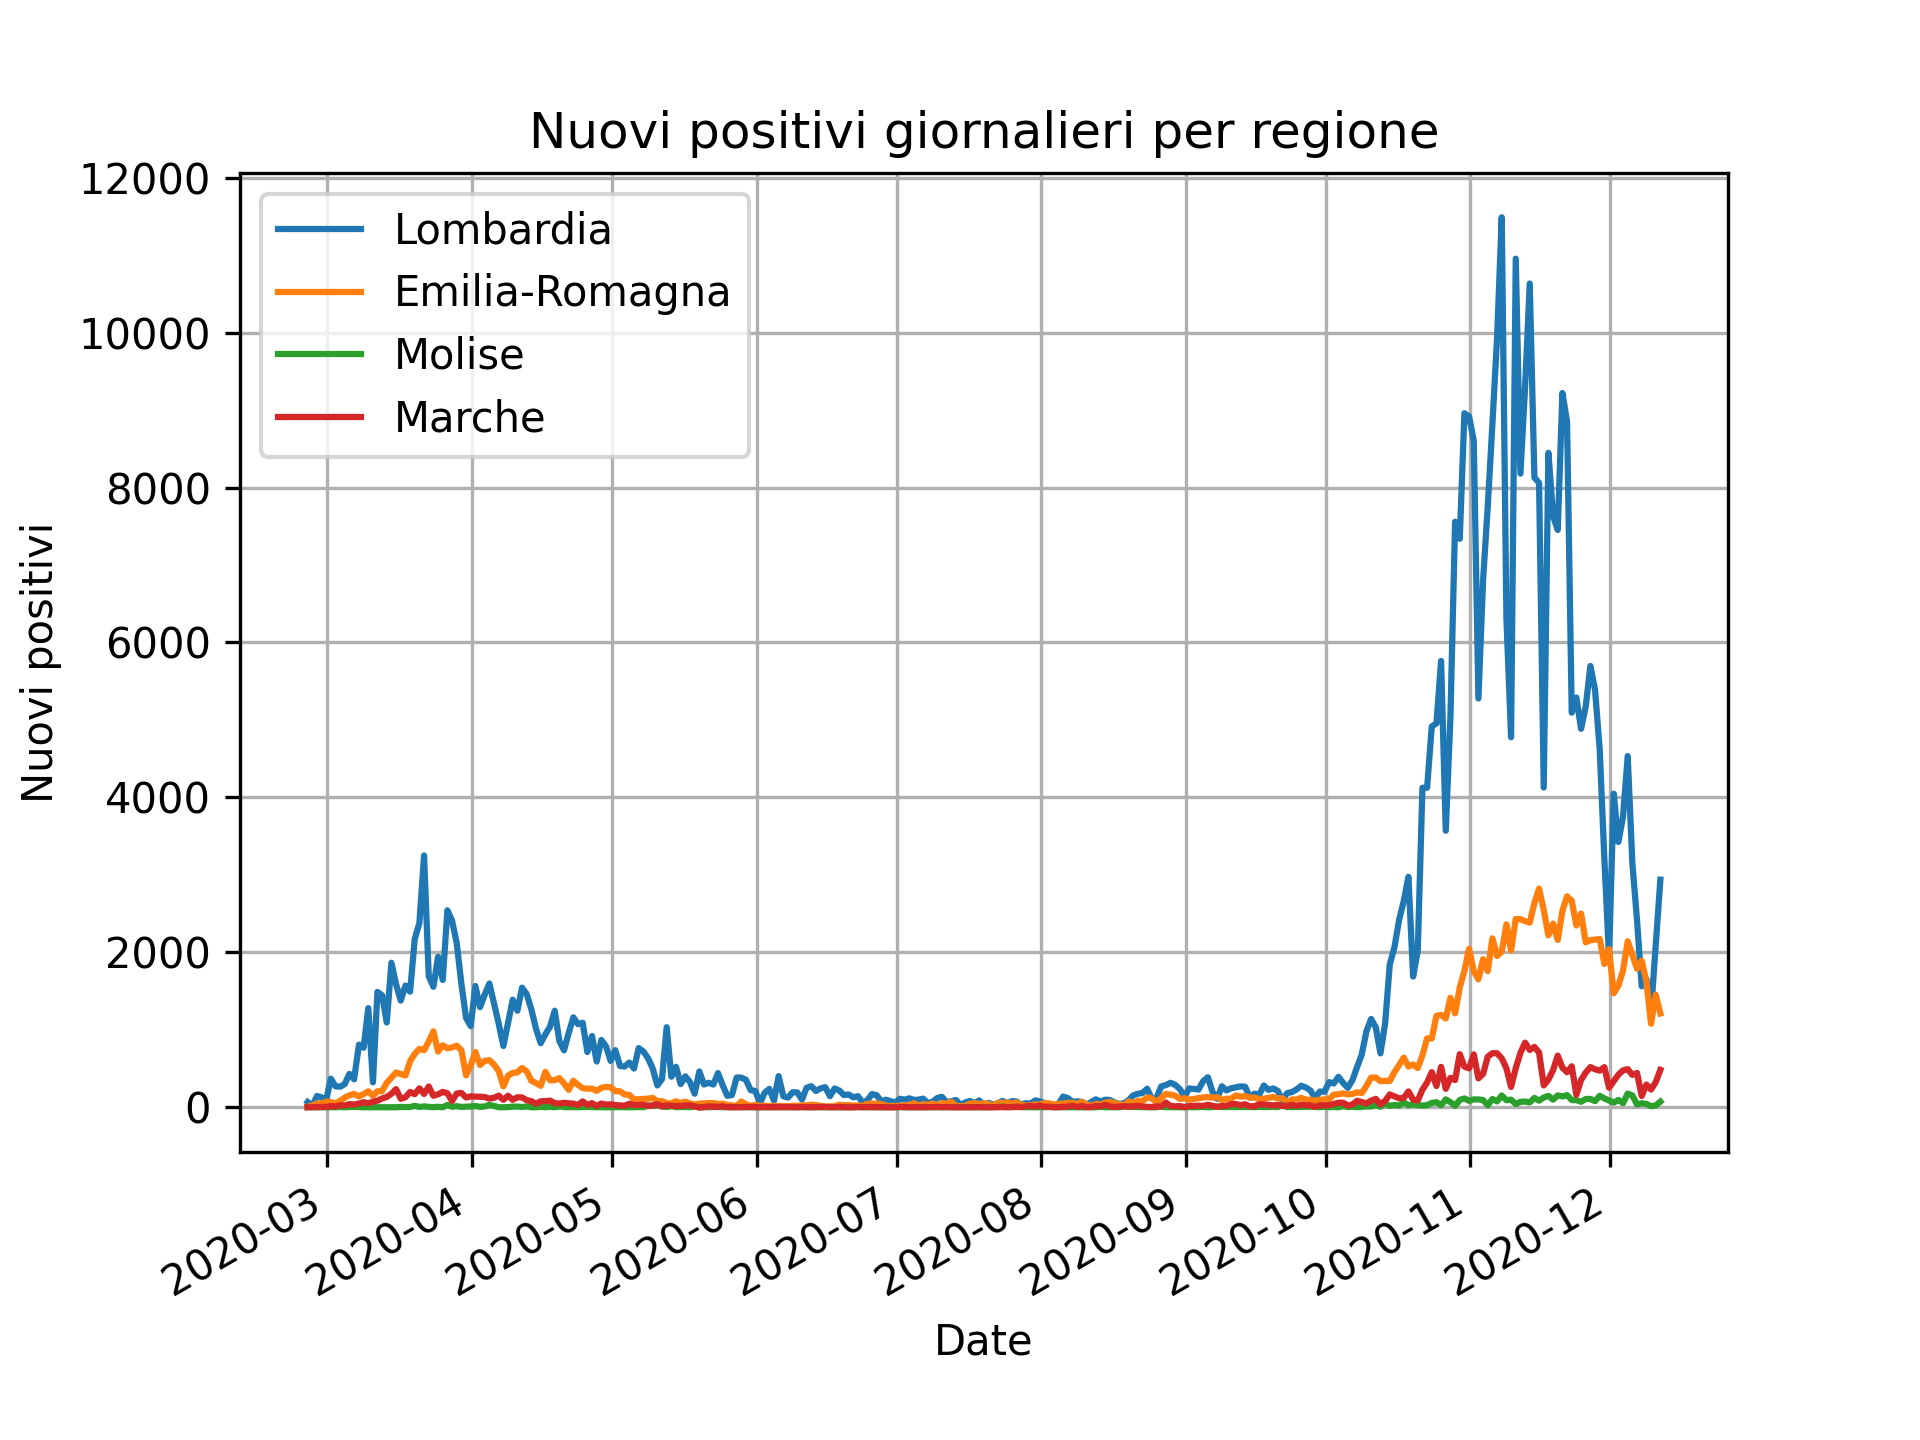 Nuovi positivi giornalieri per regione
12000
10000
8000
6000
4000
2000
0
Nuovi positivi
Lombardia
Emilia-Romagna
Molise
Marche
2020-03
2020-04
2020-05
2020-06
2020-07
2020-08
2020-09
2020-10
2020-11
2020-12
Date